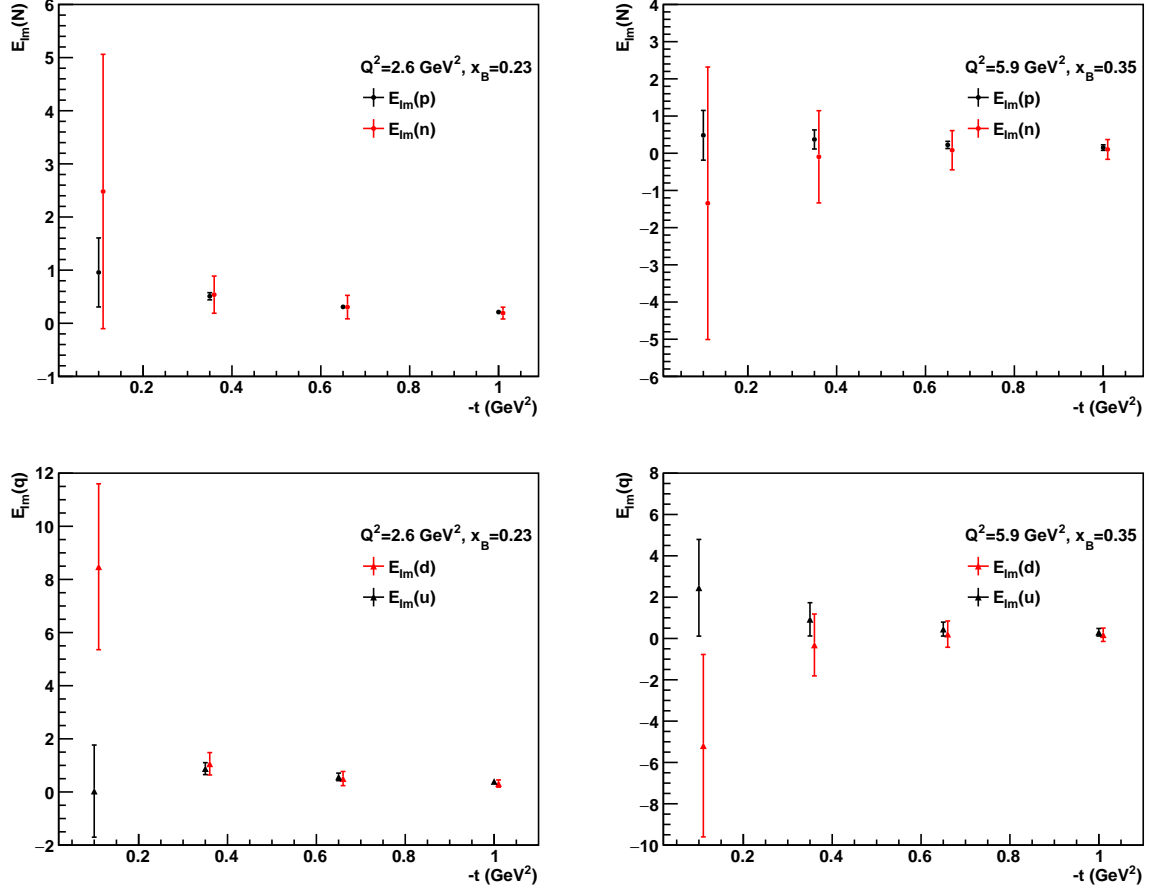 E_Im(N)
6
5
4
3
2
1
0
−1
Q²=2.6 GeV², x_B=0.23
E_Im(p)
E_Im(n)
0.2 0.4 0.6 0.8 1
-t (GeV²)
E_Im(N)
4
3
2
1
0
−1
−2
−3
−4
−5
−6
Q²=5.9 GeV², x_B=0.35
E_Im(p)
E_Im(n)
0.2 0.4 0.6 0.8 1
-t (GeV²)
E_Im(q)
12
10
8
6
4
2
0
−2
Q²=2.6 GeV², x_B=0.23
E_Im(d)
E_Im(u)
0.2 0.4 0.6 0.8 1
-t (GeV²)
E_Im(q)
8
6
4
2
0
−2
−4
−6
−8
−10
Q²=5.9 GeV², x_B=0.35
E_Im(d)
E_Im(u)
0.2 0.4 0.6 0.8 1
-t (GeV²)